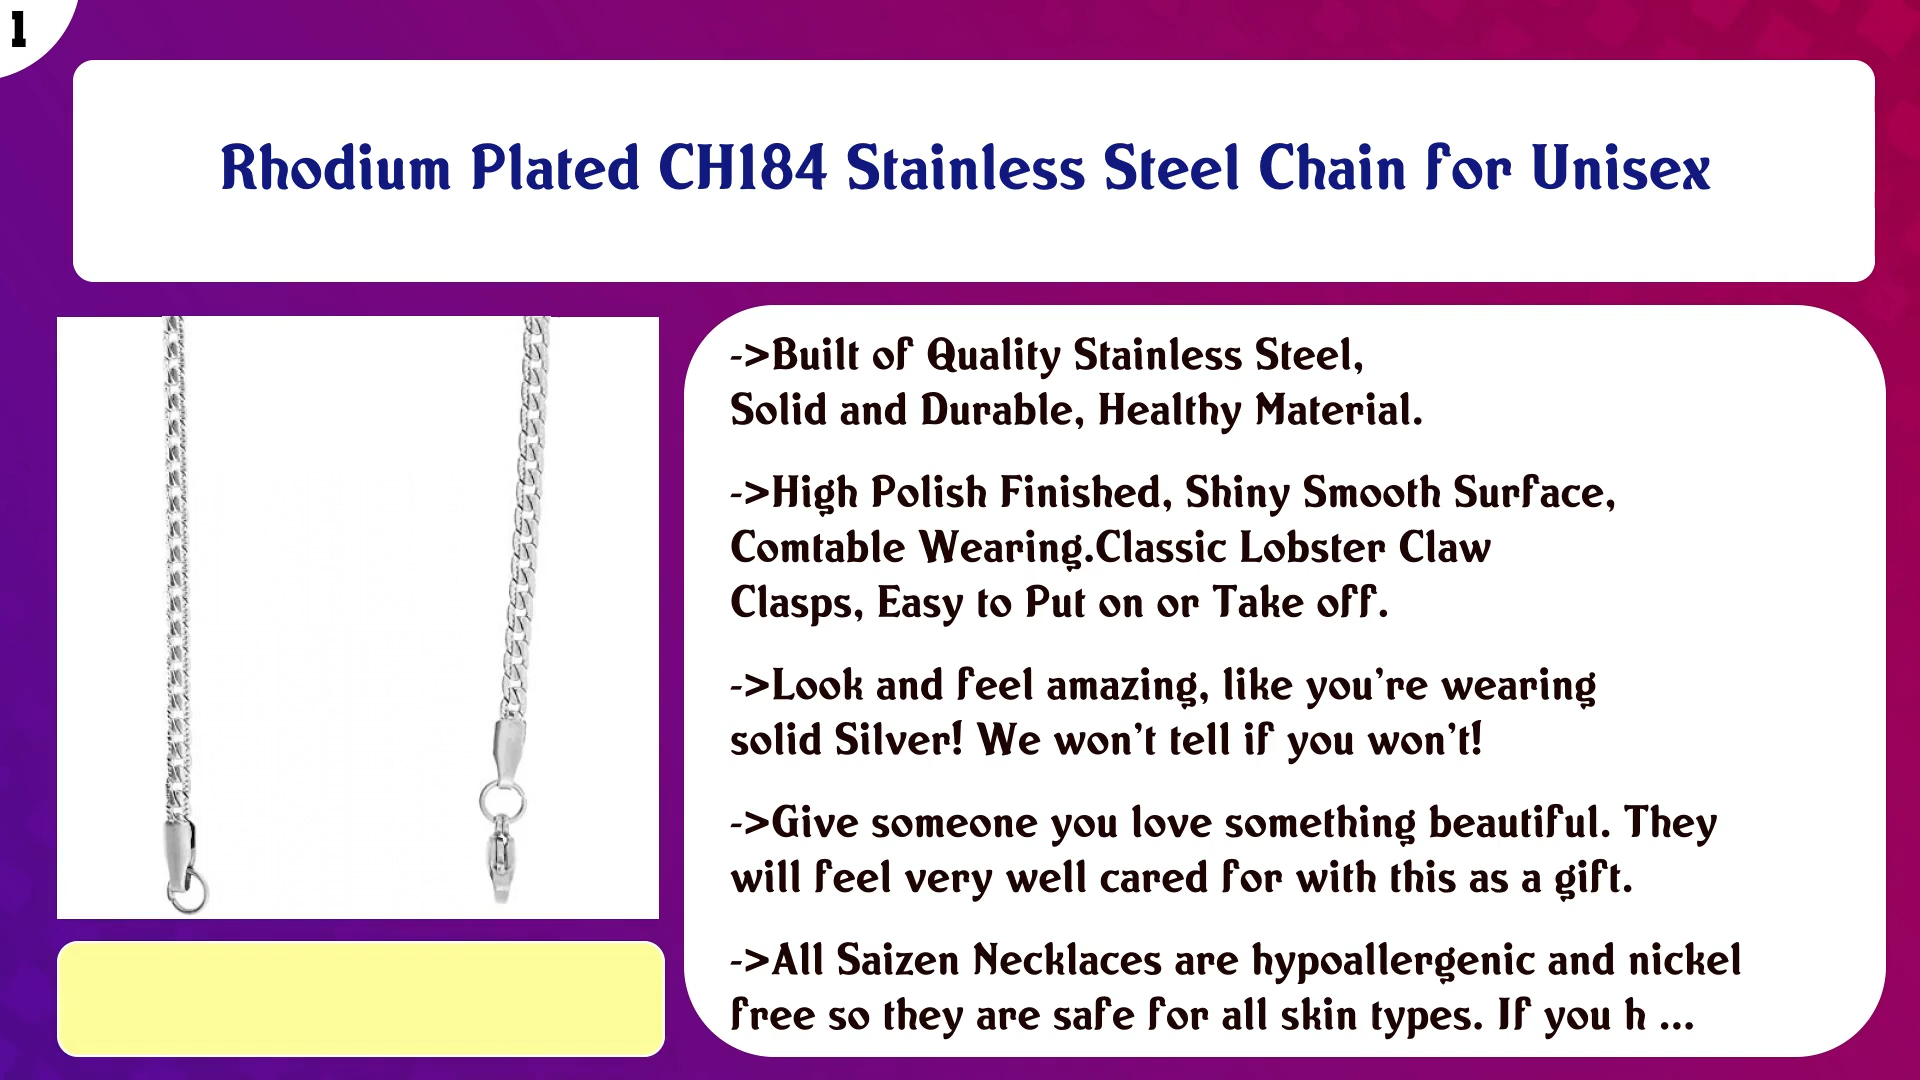 1
Rhodium Plated CH184 Stainless Steel Chain for Unisex
->Built of Quality Stainless Steel,
Solid and Durable, Healthy Material.
->High Polish Finished, Shiny Smooth Surface,
Comtable Wearing.Classic Lobster Claw
Clasps, Easy to Put on or Take off.
->Look and feel amazing, like you're wearing
solid Silver! We won't tell if you won't!
->Give someone you love something beautiful. They
will feel very well cared for with this as a gift.
->All Saizen Necklaces are hypoallergenic and nickel
free so they are safe for all skin types. If you h ...